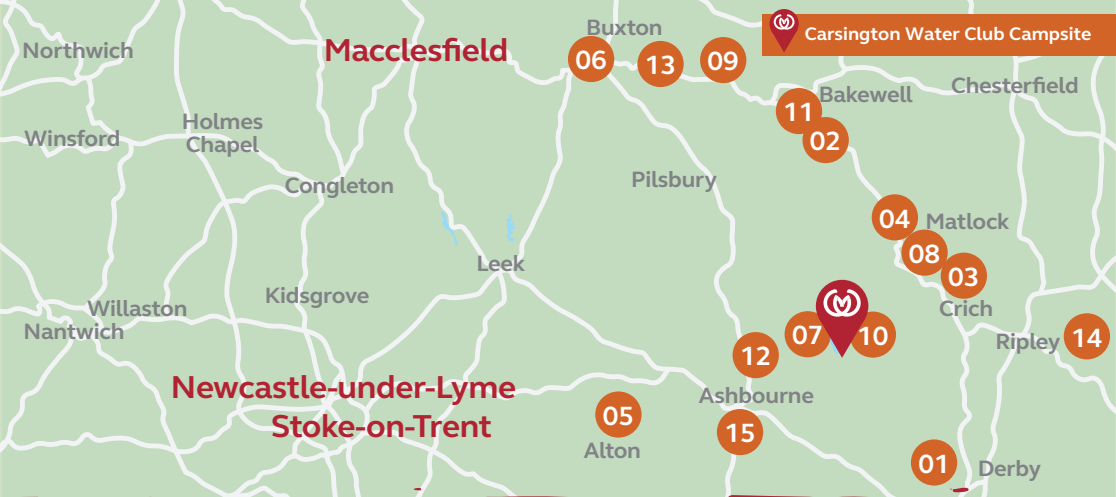 Buxton
Carsington Water Club Campsite
Northwich
Macclesfield
06
13
09
Chesterfield
Bakewell
11
Holmes
Chapel
Winsford
02
Congleton
Pilsbury
04
Matlock
08
Leek
03
Kidsgrove
Willaston
Crich
Nantwich
07
10
12
Ripley
14
Newcastle-under-Lyme
Ashbourne
Stoke-on-Trent
05
15
Alton
01
Derby